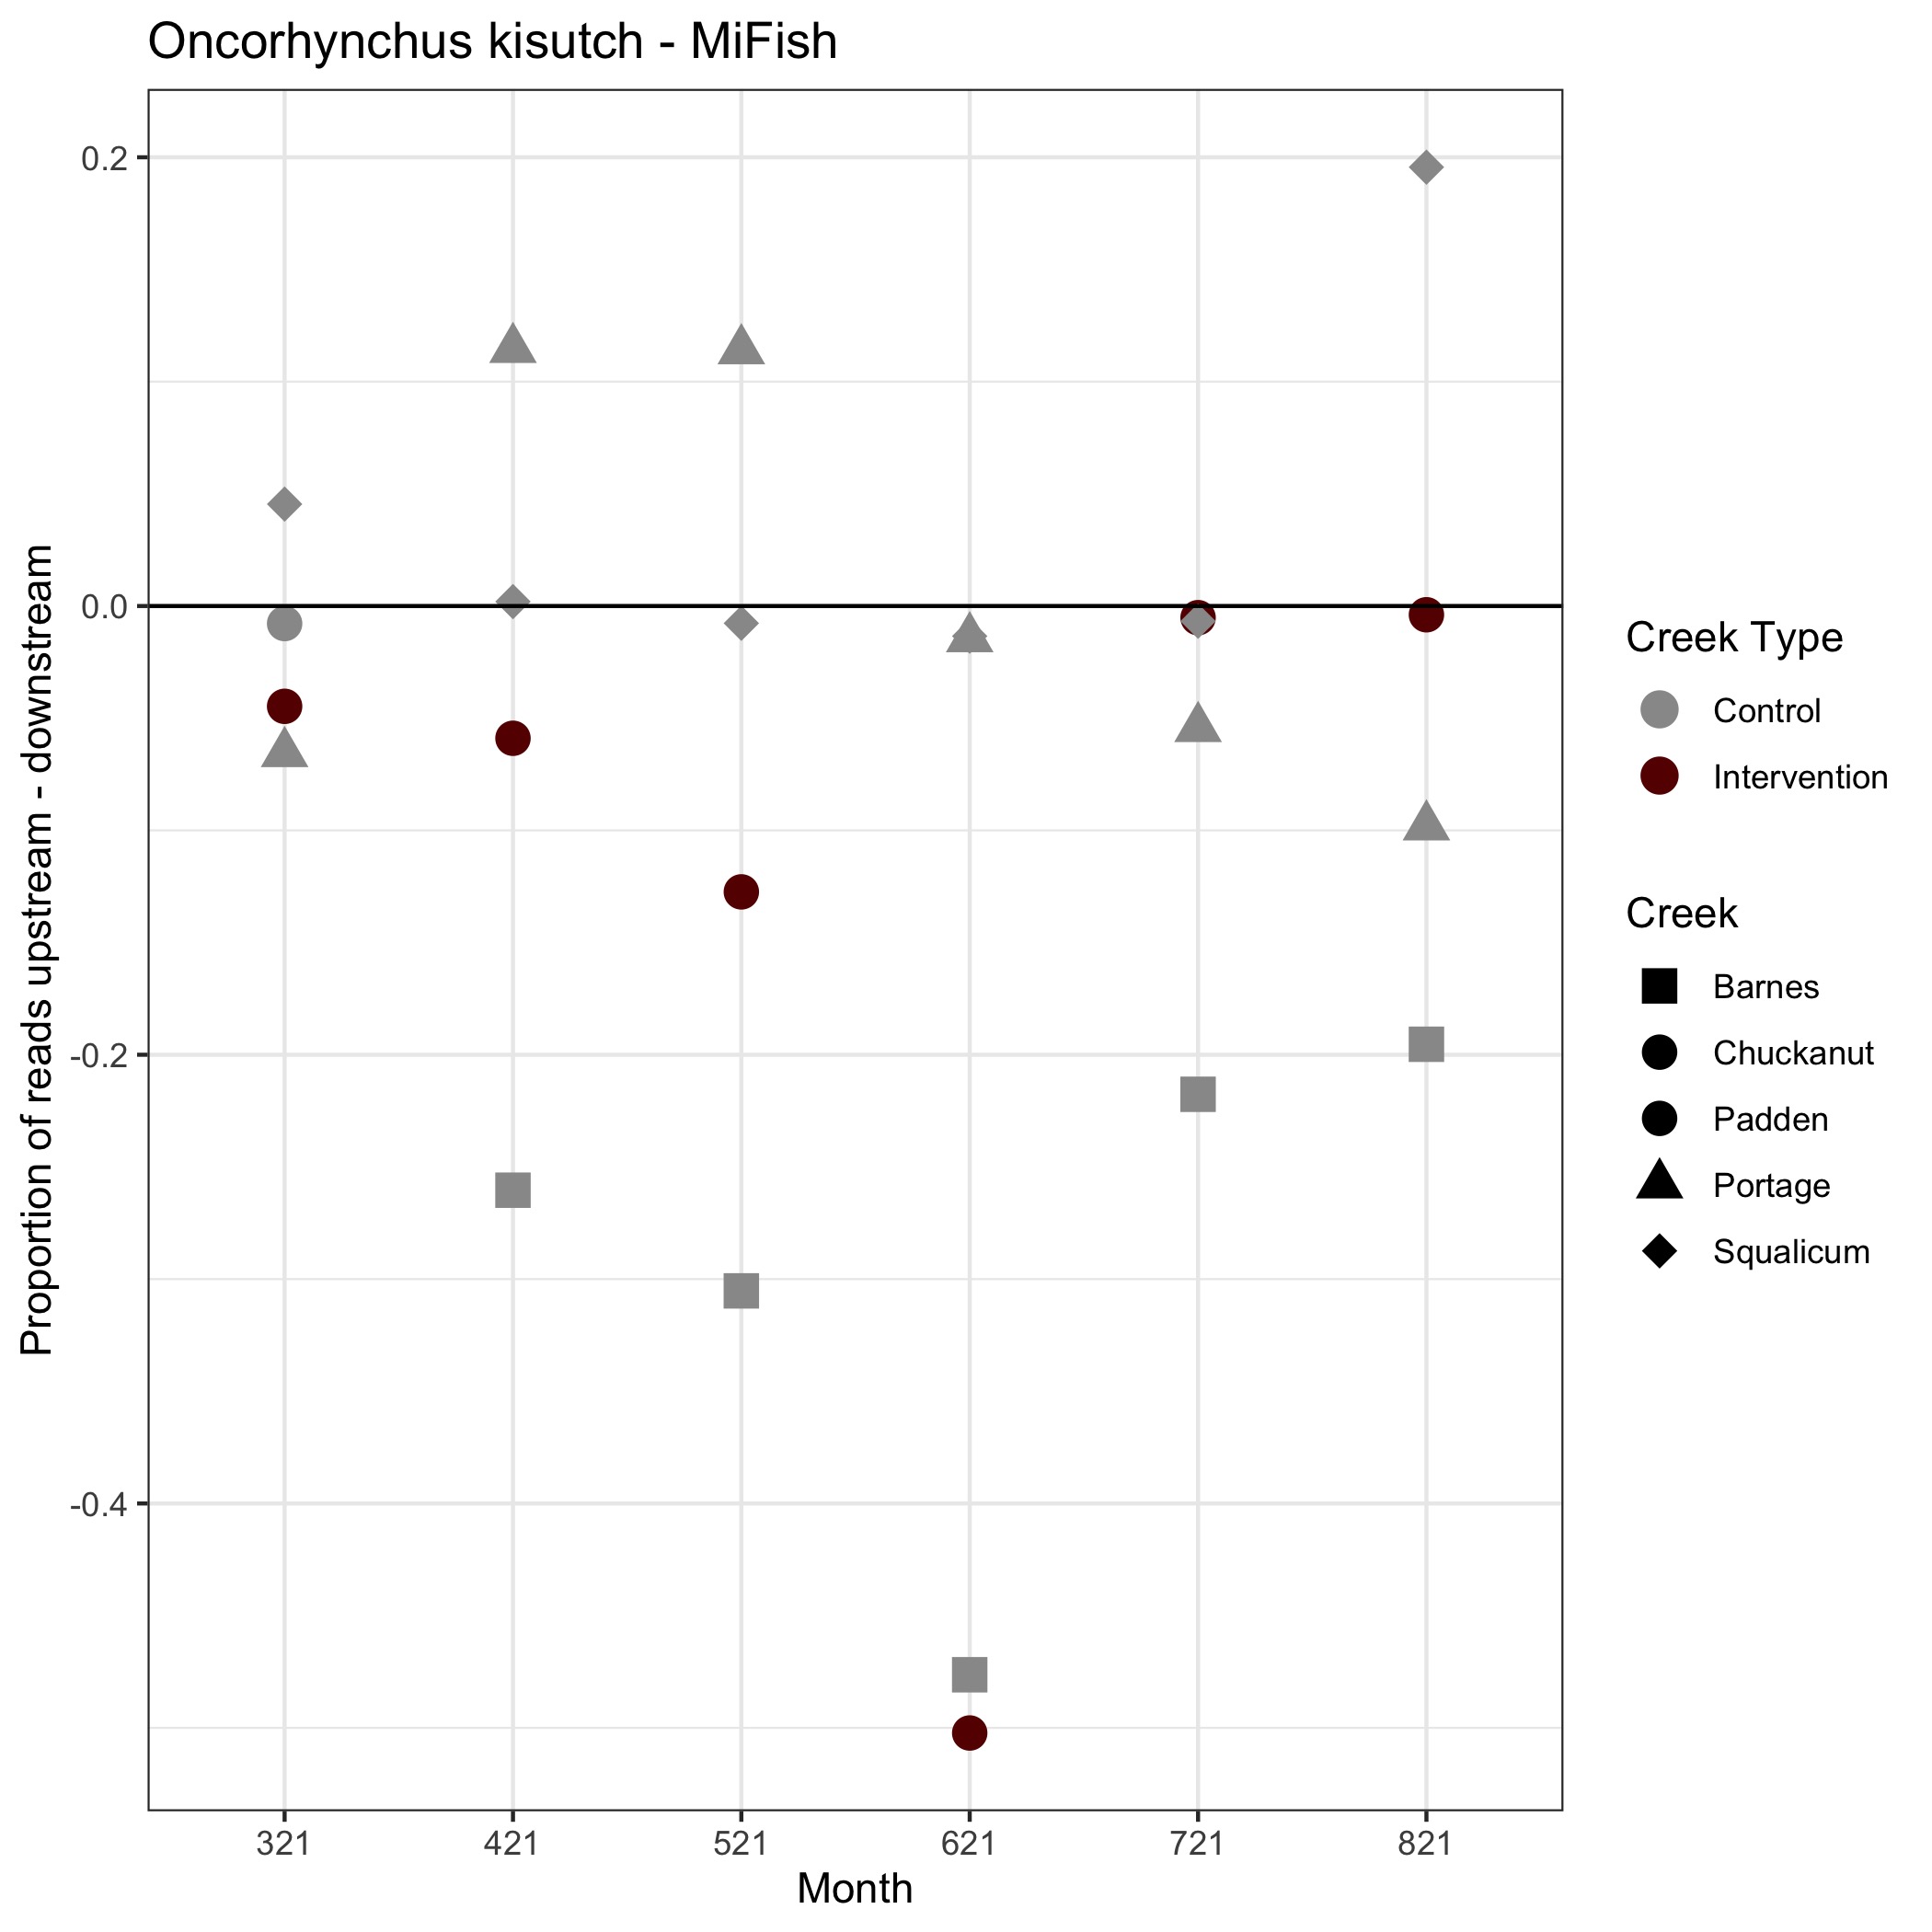 Oncorhynchus kisutch - MiFish
Proportion of reads upstream - downstream
0.2
0.0
-0.2
-0.4
321 421 521 621 721 821
Month
Creek Type
Control
Intervention
Creek
Barnes
Chuckanut
Padden
Portage
Squalicum